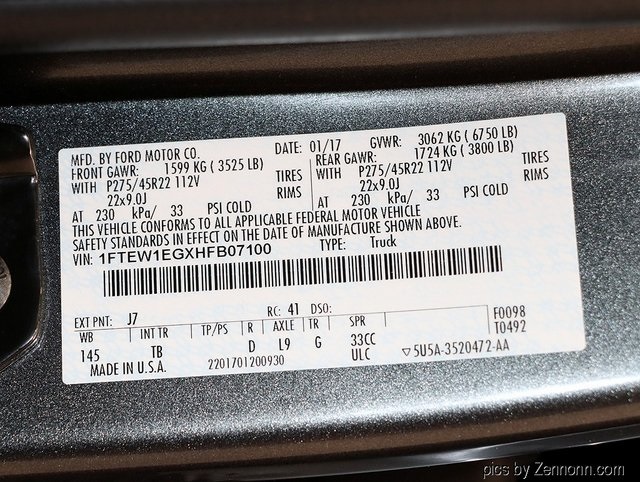 MFD. BY FORD MOTOR CO. DATE: 01/17 GVWR: 3062 KG ( 6750 LB)
FRONT GAWR: 1599 KG ( 3525 LB) REAR GAWR: 1724 KG ( 3800 LB)
WITH P275/45R22 112V TIRES WITH P275/45R22 112V TIRES
22x9.0J RIMS 22x9.0J RIMS
AT 230 kPa/ 33 PSI COLD AT 230 kPa/ 33 PSI COLD
THIS VEHICLE CONFORMS TO ALL APPLICABLE FEDERAL MOTOR VEHICLE
SAFETY STANDARDS IN EFFECT ON THE DATE OF MANUFACTURE SHOWN ABOVE.
VIN: 1FTEW1EGXHFB07100 TYPE: Truck
EXT PNT: J7 RC: 41 DSO: F0098
WB INT TR TP/PS R AXLE TR SPR T0492
145 TB D L9 G 33CC
MADE IN U.S.A. 2201701200930 ULC ▽5U5A-3520472-AA
pics by Zennonn.com